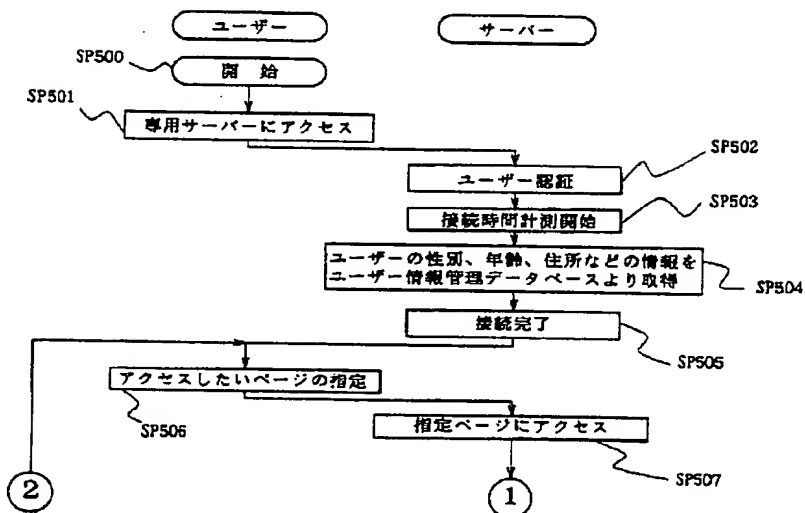 ユーザー
サーバー
SP500
開 始
SP501
専用サーバーにアクセス
SP502
ユーザー認証
SP503
接続時間計測開始
ユーザーの性別、年齢、住所などの情報を
ユーザー情報管理データベースより取得
SP504
接続完了
SP505
アクセスしたいページの指定
SP506
指定ページにアクセス
SP507
2
1